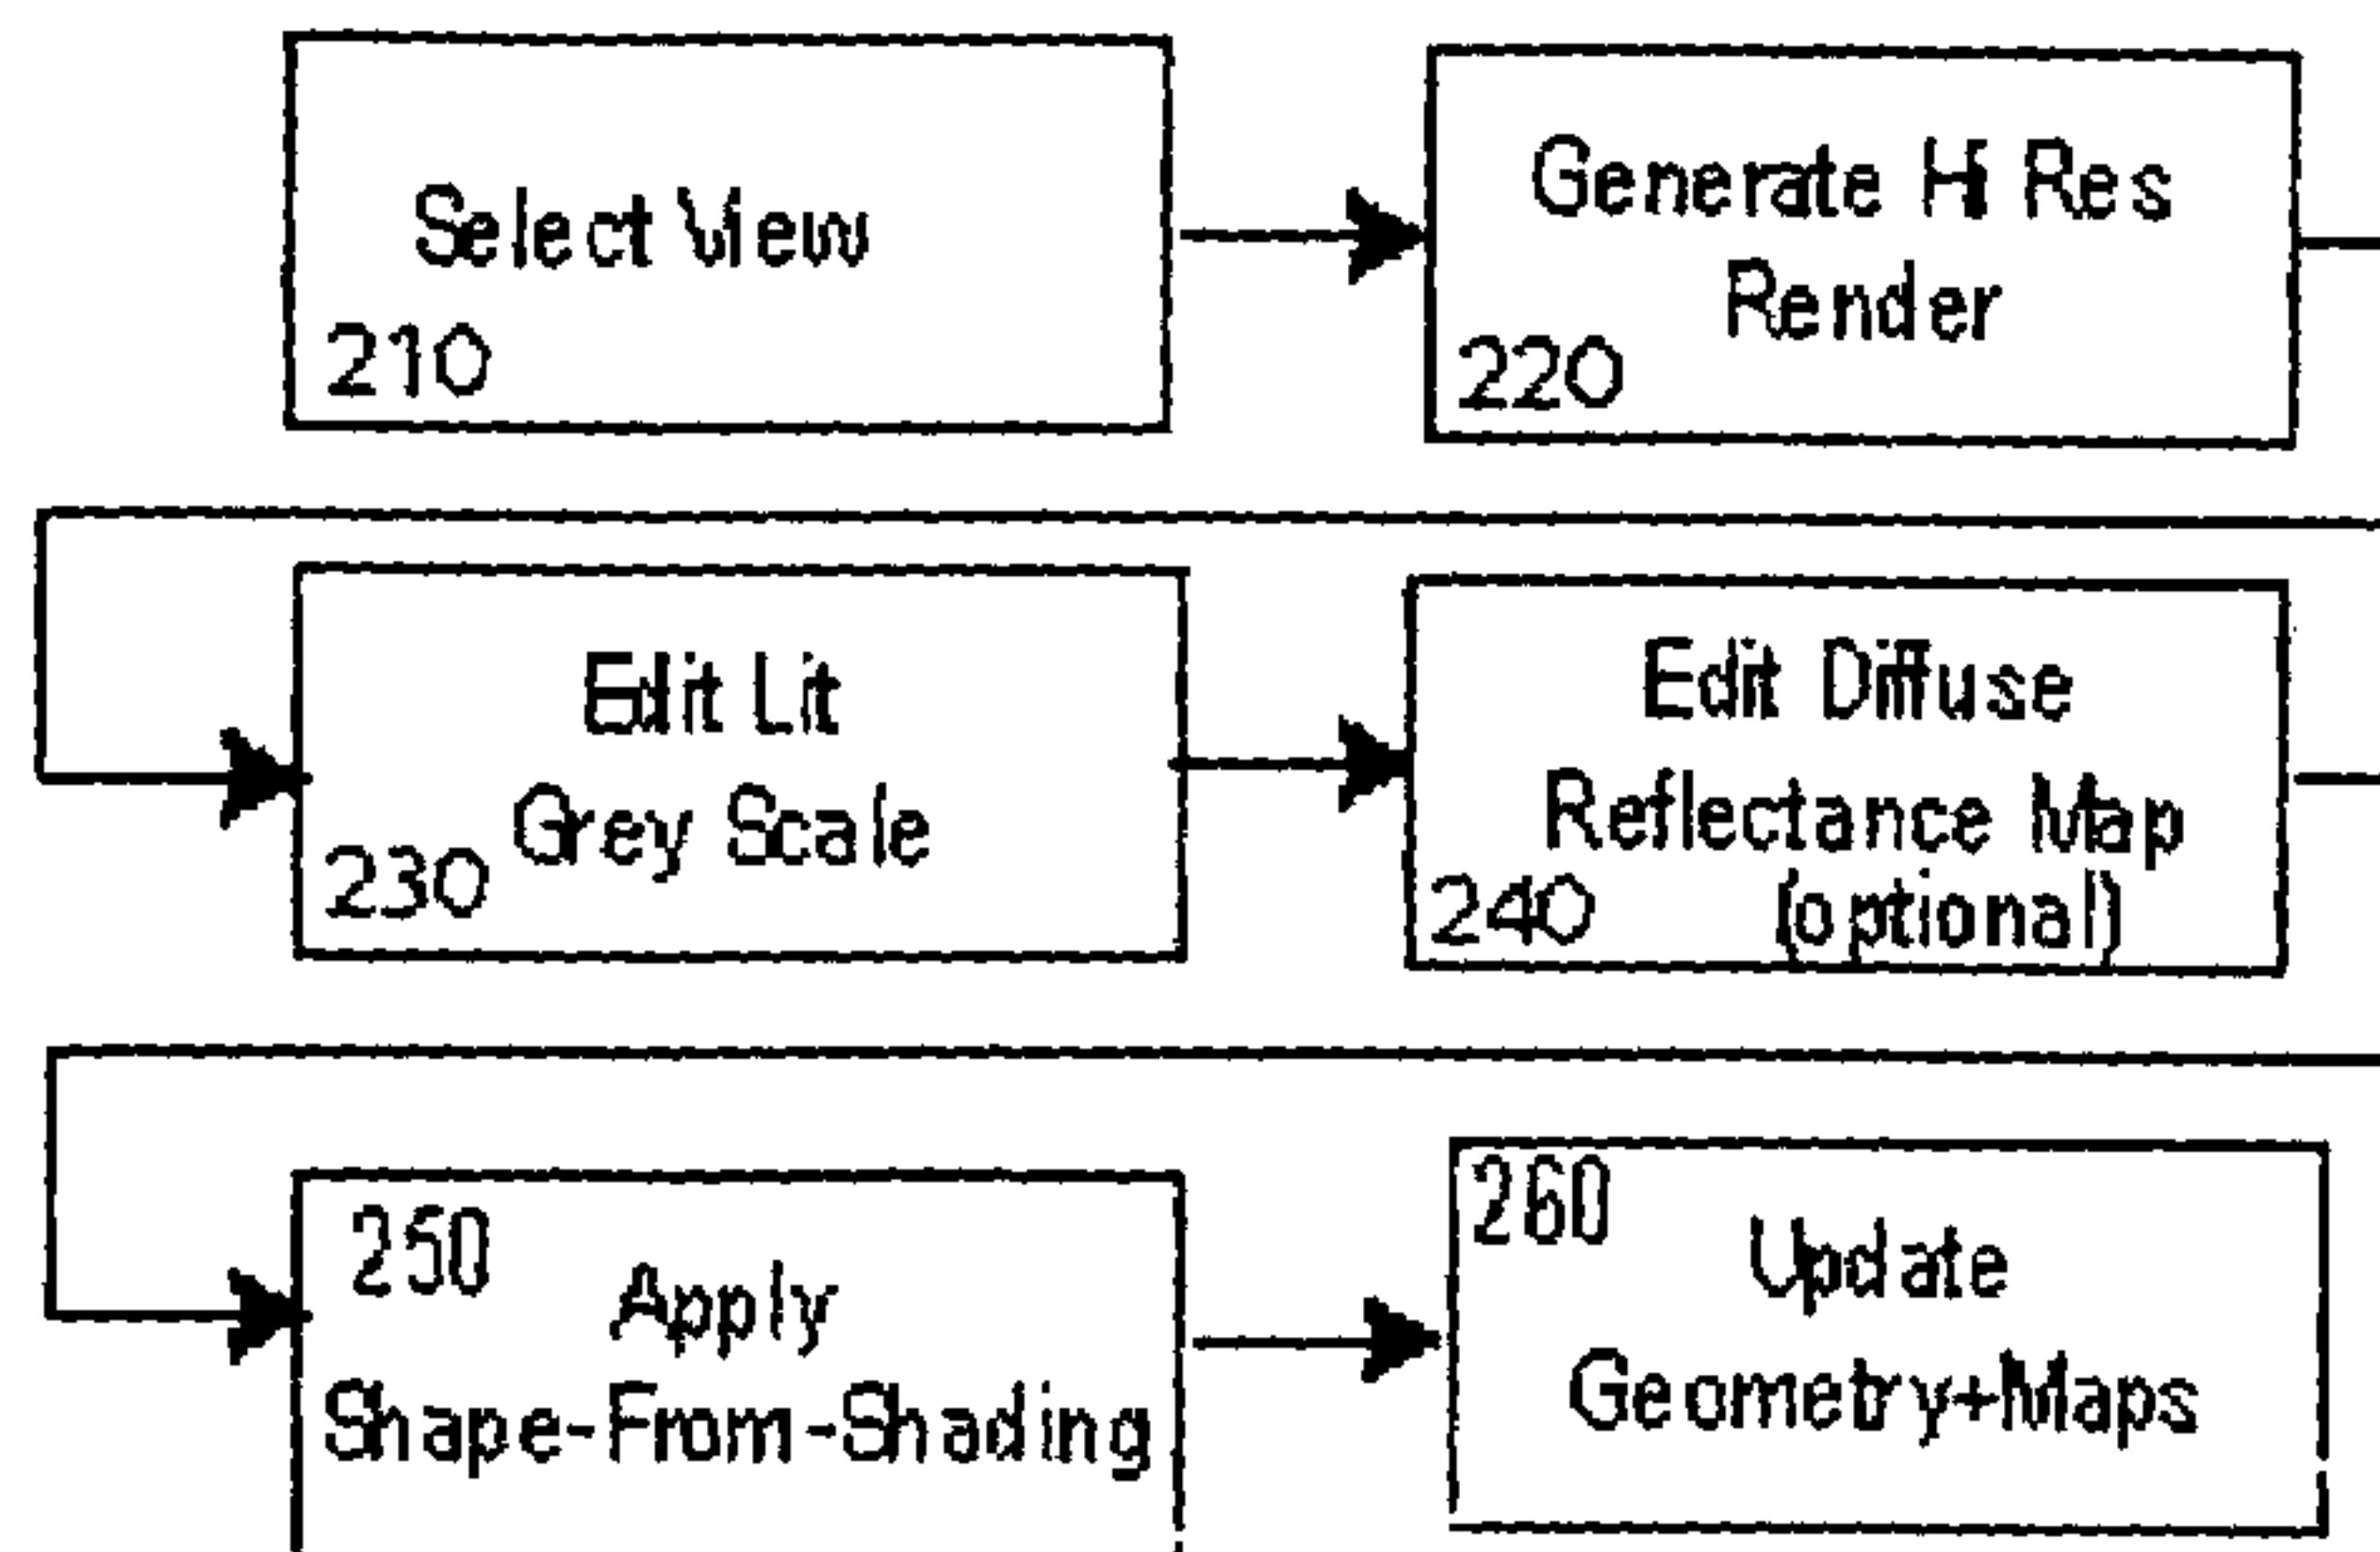 Select View
210
Generate Hi Res
Render
220
Edit Lit
Grey Scale
230
Edit Diffuse
Reflectance Map
(optional)
240
250
Apply
Shape-From-Shading
260
Update
Geometry+Maps